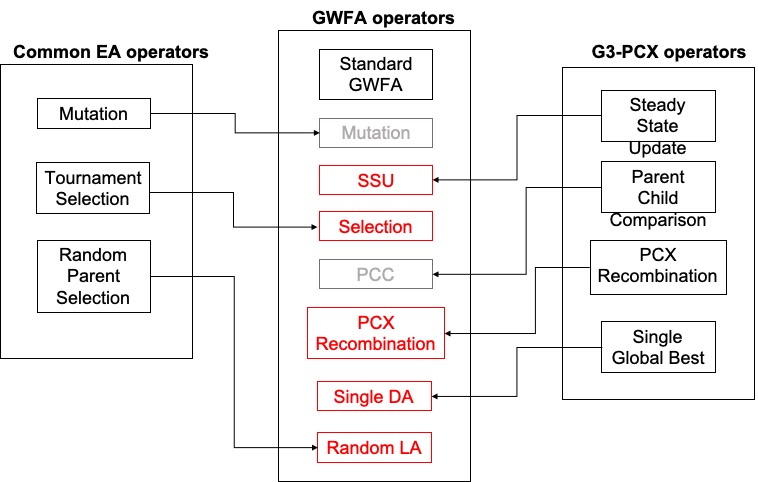 GWFA operators
Common EA operators
G3-PCX operators
Mutation
Tournament
Selection
Random
Parent
Selection
Standard
GWFA
Mutation
SSU
Selection
PCC
PCX
Recombination
Single DA
Random LA
Steady
State
Update
Parent
Child
Comparison
PCX
Recombination
Single
Global Best